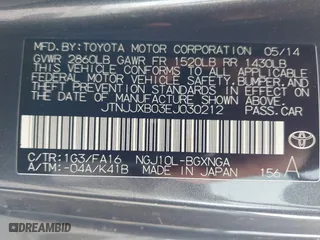 MFD.BY:TOYOTA MOTOR CORPORATION 05/14
GVWR 2860LB GAWR FR 1520LB RR 1430LB
THIS VEHICLE CONFORMS TO ALL APPLICABLE
FEDERAL MOTOR VEHICLE SAFETY, BUMPER, AND
THEFT PREVENTION STANDARDS IN EFFECT ON
THE DATE OF MANUFACTURE SHOWN ABOVE.
JTNJJXB03EJ030212 PASS.CAR
C/TR:1G3/FA16 NGJ10L-BGXNGA
A/TM:-04A/K41B MADE IN JAPAN 156
A
TOYOTA